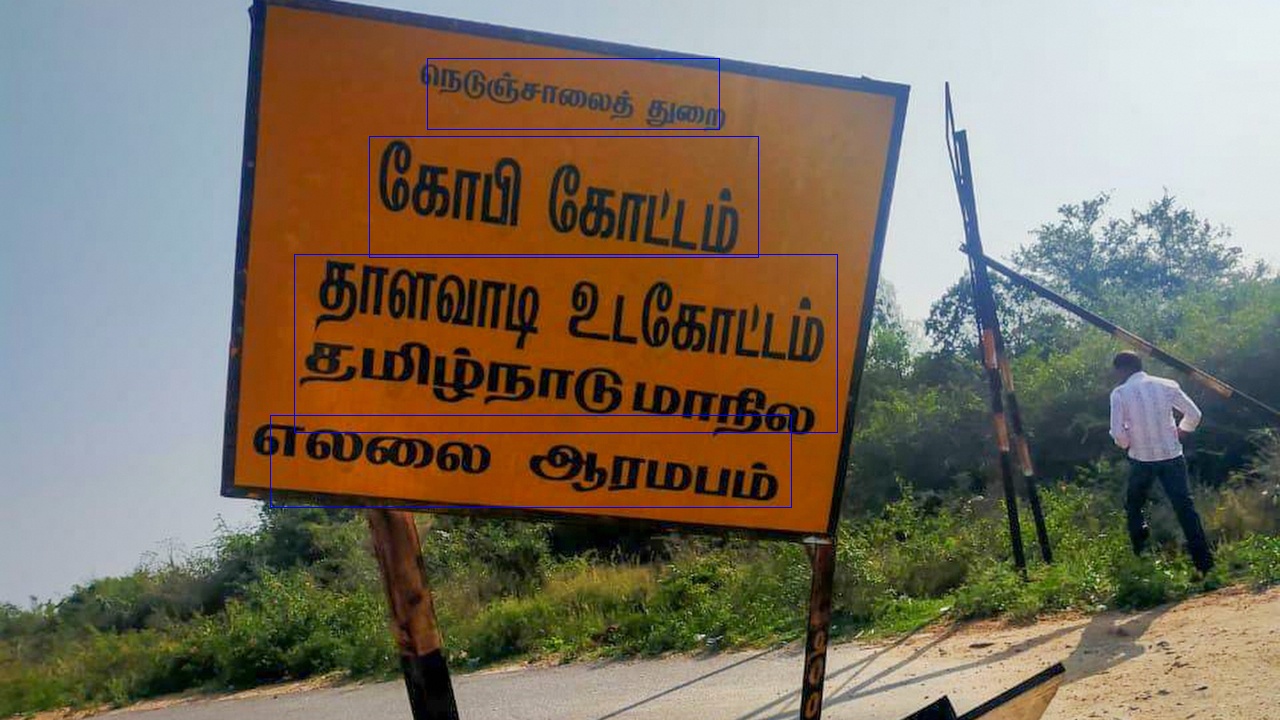 நெடுஞ்சாலைத் துறை
கோபி கோட்டம்
தாளவாடி உடகோட்டம்
தமிழ்நாடு மாநில
எலலை ஆரமபம்